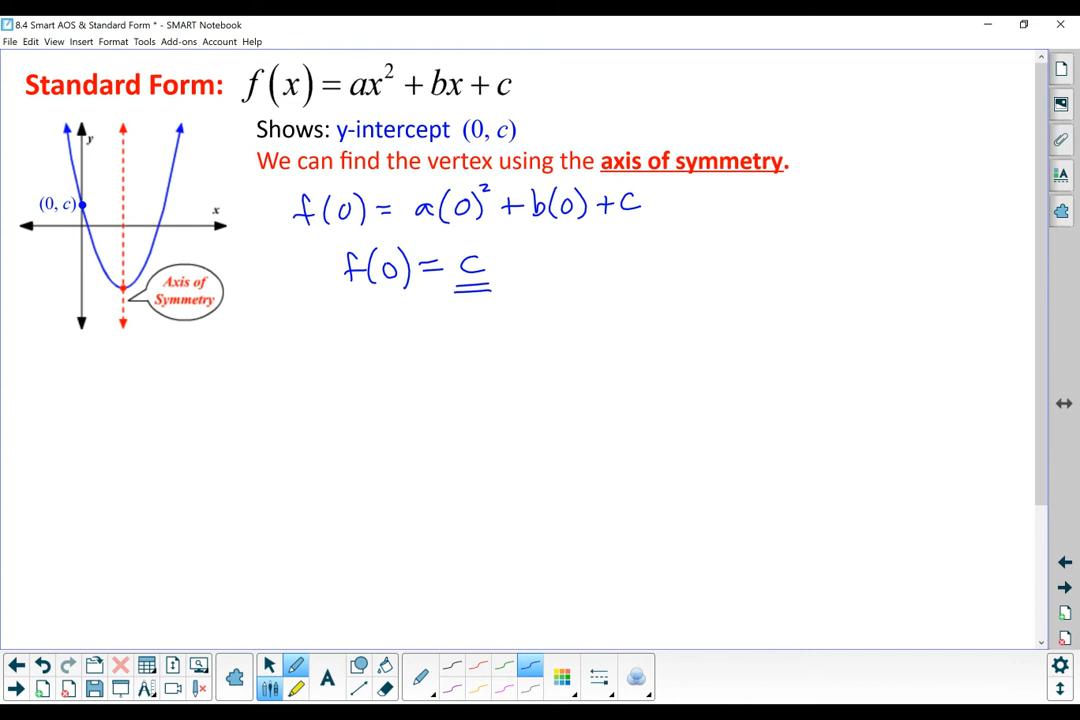 8.4 Smart AOS & Standard Form * - SMART Notebook
File Edit View Insert Format Tools Add-ons Account Help
Standard Form: f(x) = ax² + bx + c
Shows: y-intercept (0, c)
We can find the vertex using the axis of symmetry.
y
(0, c)
x
f(0) = a(0)² + b(0) + c
f(0) = c
Axis of
Symmetry